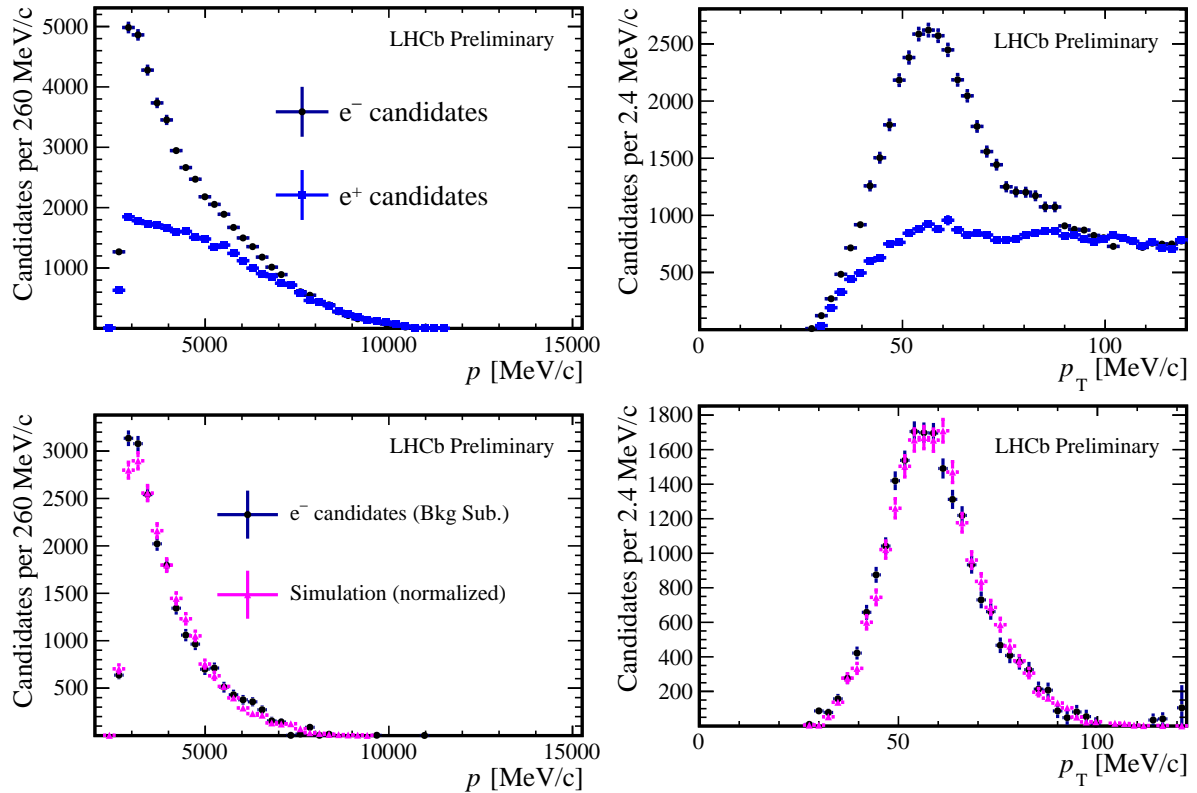 Candidates per 260 MeV/c
5000
4000
3000
2000
1000
LHCb Preliminary
e⁻ candidates
e⁺ candidates
5000
10000
15000
p [MeV/c]
Candidates per 2.4 MeV/c
2500
2000
1500
1000
500
LHCb Preliminary
0
50
100
p_T [MeV/c]
Candidates per 260 MeV/c
3000
2500
2000
1500
1000
500
LHCb Preliminary
e⁻ candidates (Bkg Sub.)
Simulation (normalized)
5000
10000
15000
p [MeV/c]
Candidates per 2.4 MeV/c
1800
1600
1400
1200
1000
800
600
400
200
LHCb Preliminary
0
50
100
p_T [MeV/c]